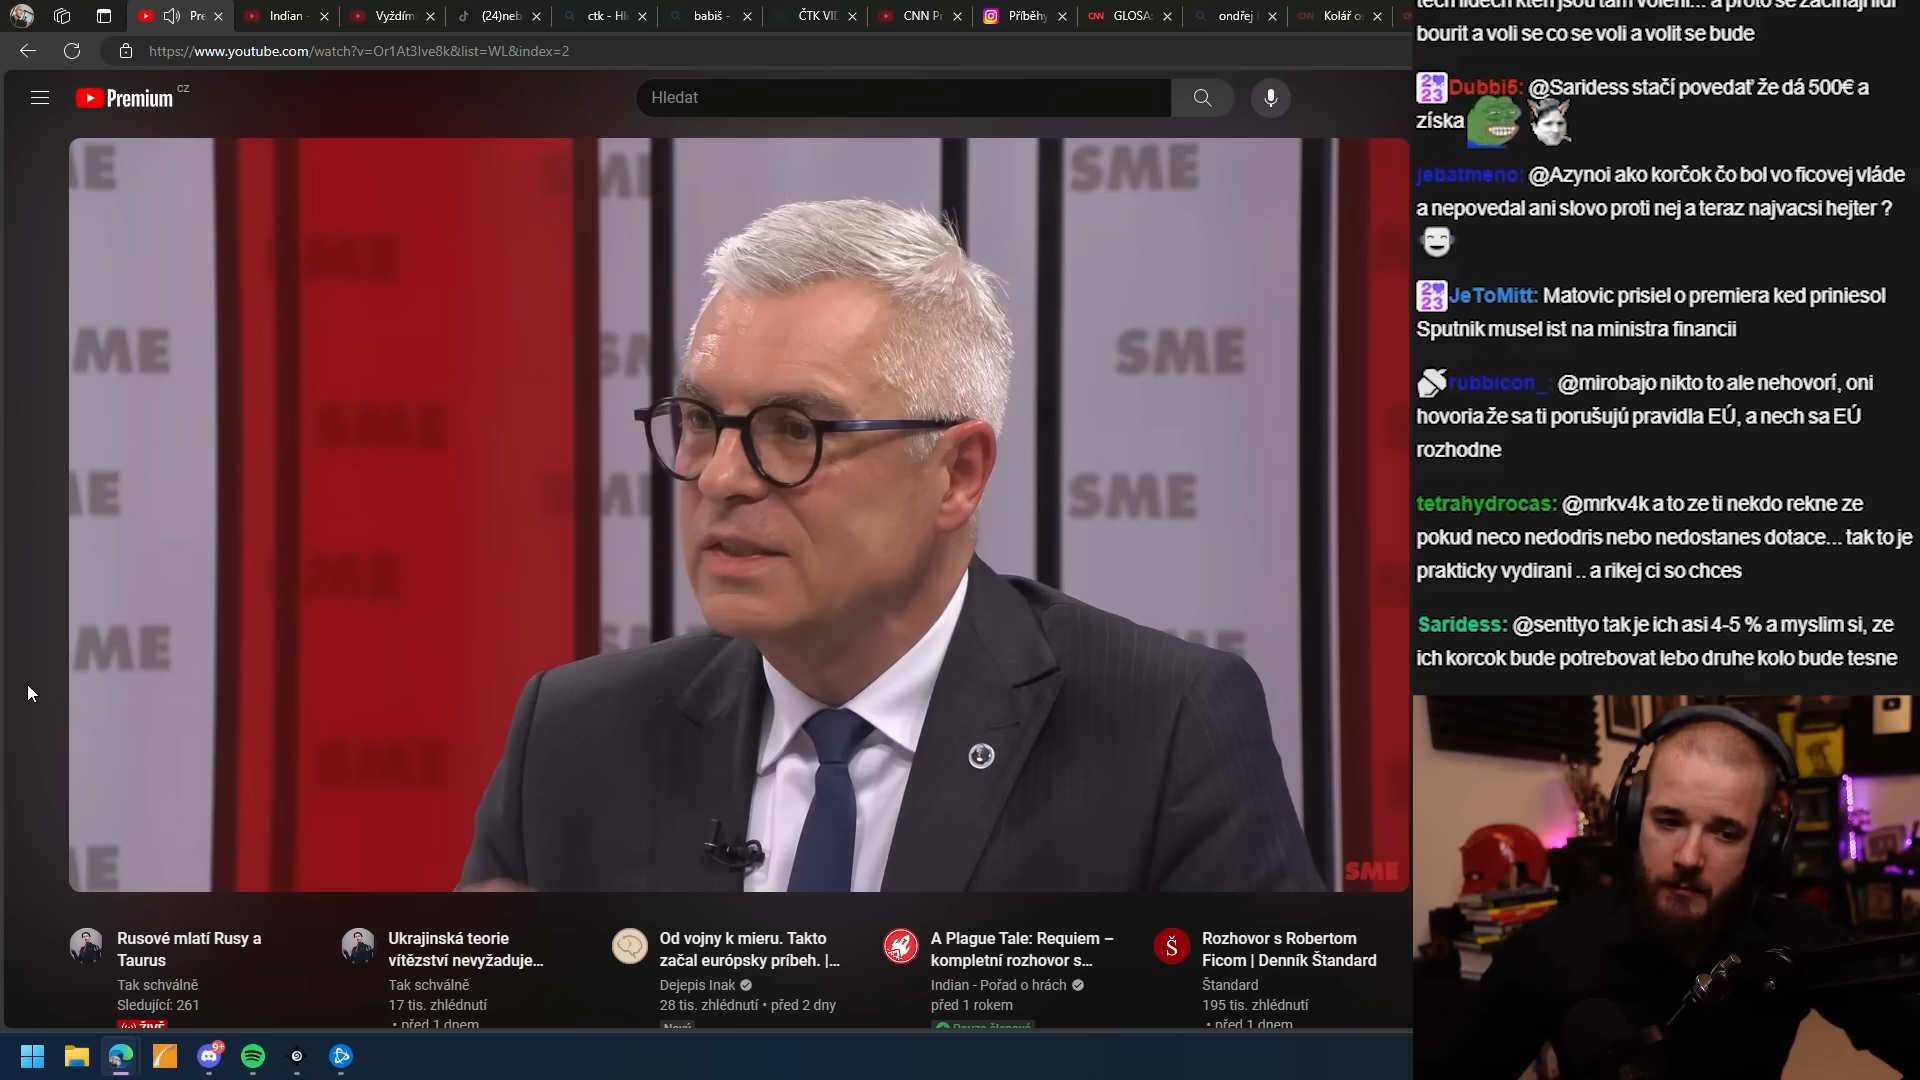 Pre
Indian -
Vyždím
(24)neb
ctk - Hl
babiš -
ČTK VI
CNN P
Příběhy
GLOSA:
ondřej
Kolář o
https://www.youtube.com/watch?v=Or1At3lve8k&list=WL&index=2
Premium CZ
Hledat
SME
SME
SME
SME
SME
SME
SME
SME
Rusové mlatí Rusy a
Taurus
Tak schválně
Sledující: 261
ŽIVĚ
Ukrajinská teorie
vítězství nevyžaduje...
Tak schválně
17 tis. zhlédnutí
• před 1 dnem
Od vojny k mieru. Takto
začal európsky príbeh. |...
Dejepis Inak
28 tis. zhlédnutí • před 2 dny
Nový
A Plague Tale: Requiem –
kompletní rozhovor s...
Indian - Pořad o hrách
před 1 rokem
Pouze členové
Š
Rozhovor s Robertom
Ficom | Denník Štandard
Štandard
195 tis. zhlédnutí
• před 1 dnem
9+
bourit a voli se co se voli a volit se bude
Dubbi5: @Saridess stačí povedať že dá 500€ a
získa
jebatmeno: @Azynoi ako korčok čo bol vo ficovej vláde
a nepovedal ani slovo proti nej a teraz najvacsi hejter ?
JeToMitt: Matovic prisiel o premiera ked priniesol
Sputnik musel ist na ministra financii
rubbicon_: @mirobajo nikto to ale nehovorí, oni
hovoria že sa ti porušujú pravidla EÚ, a nech sa EÚ
rozhodne
tetrahydrocas: @mrkv4k a to ze ti nekdo rekne ze
pokud neco nedodris nebo nedostanes dotace... tak to je
prakticky vydirani .. a rikej ci so chces
Saridess: @senttyo tak je ich asi 4-5 % a myslim si, ze
ich korcok bude potrebovat lebo druhe kolo bude tesne